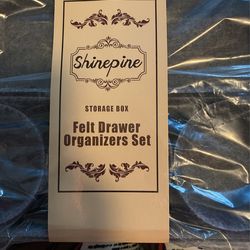 Shinepine
STORAGE BOX
Felt Drawer
Organizers Set